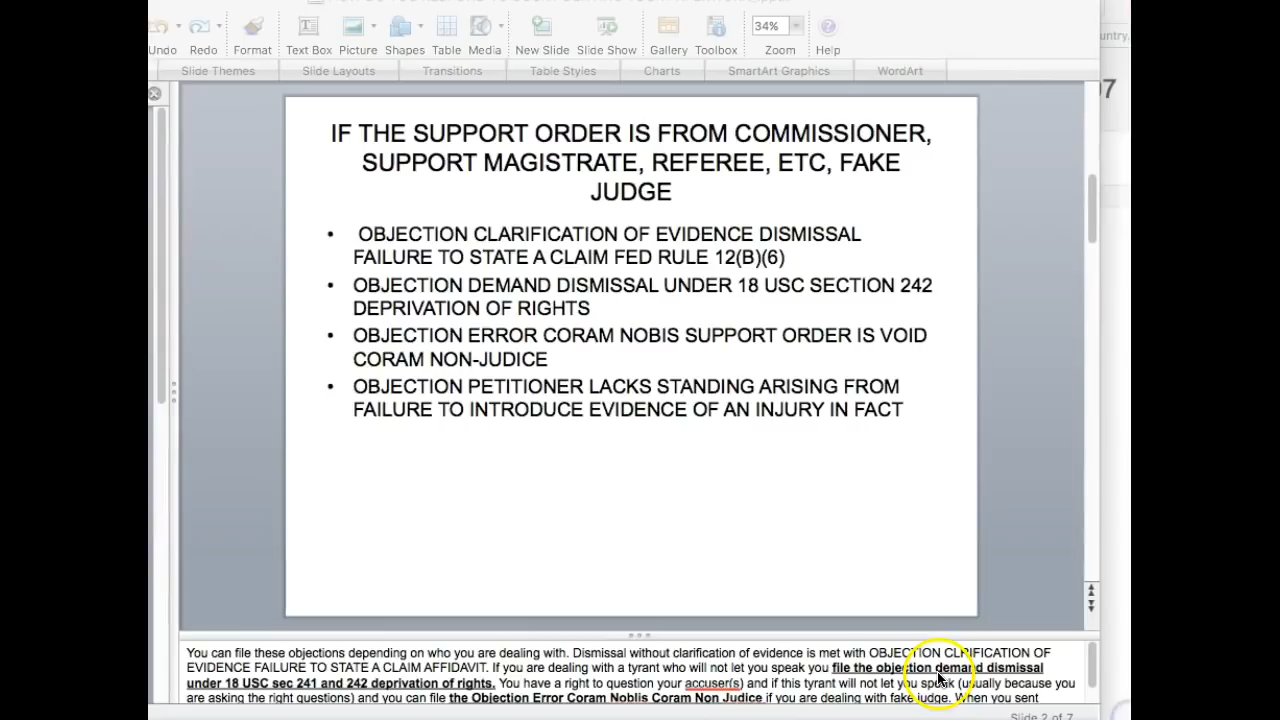 Undo Redo Format Text Box Picture Shapes Table Media New Slide Slide Show Gallery Toolbox Zoom Help
34%
Slide Themes Slide Layouts Transitions Table Styles Charts SmartArt Graphics WordArt
IF THE SUPPORT ORDER IS FROM COMMISSIONER,
SUPPORT MAGISTRATE, REFEREE, ETC, FAKE
JUDGE
• OBJECTION CLARIFICATION OF EVIDENCE DISMISSAL
FAILURE TO STATE A CLAIM FED RULE 12(B)(6)
• OBJECTION DEMAND DISMISSAL UNDER 18 USC SECTION 242
DEPRIVATION OF RIGHTS
• OBJECTION ERROR CORAM NOBIS SUPPORT ORDER IS VOID
CORAM NON-JUDICE
• OBJECTION PETITIONER LACKS STANDING ARISING FROM
FAILURE TO INTRODUCE EVIDENCE OF AN INJURY IN FACT
You can file these objections depending on who you are dealing with. Dismissal without clarification of evidence is met with OBJECTION CLRIFICATION OF
EVIDENCE FAILURE TO STATE A CLAIM AFFIDAVIT. If you are dealing with a tyrant who will not let you speak you file the objection demand dismissal
under 18 USC sec 241 and 242 deprivation of rights. You have a right to question your accuser(s) and if this tyrant will not let you speak (usually because you
are asking the right questions) and you can file the Objection Error Coram Noblis Coram Non Judice if you are dealing with fake judge. When you sent
Slide 2 of 7